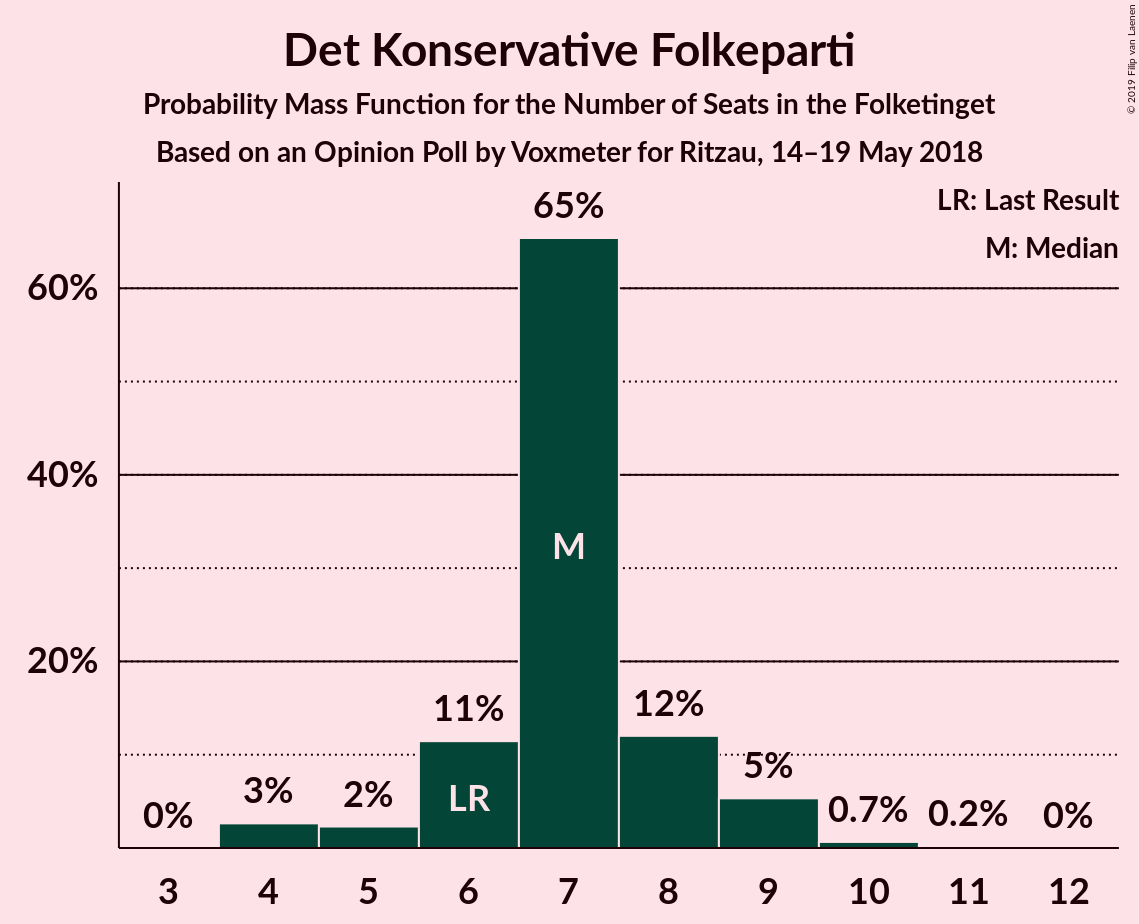 Det Konservative Folkeparti
Probability Mass Function for the Number of Seats in the Folketinget
Based on an Opinion Poll by Voxmeter for Ritzau, 14–19 May 2018
© 2019 Filip van Laenen
LR: Last Result
M: Median
60%
40%
20%
0%
3%
2%
11%
65%
12%
5%
0.7%
0.2%
0%
LR
M
3 4 5 6 7 8 9 10 11 12